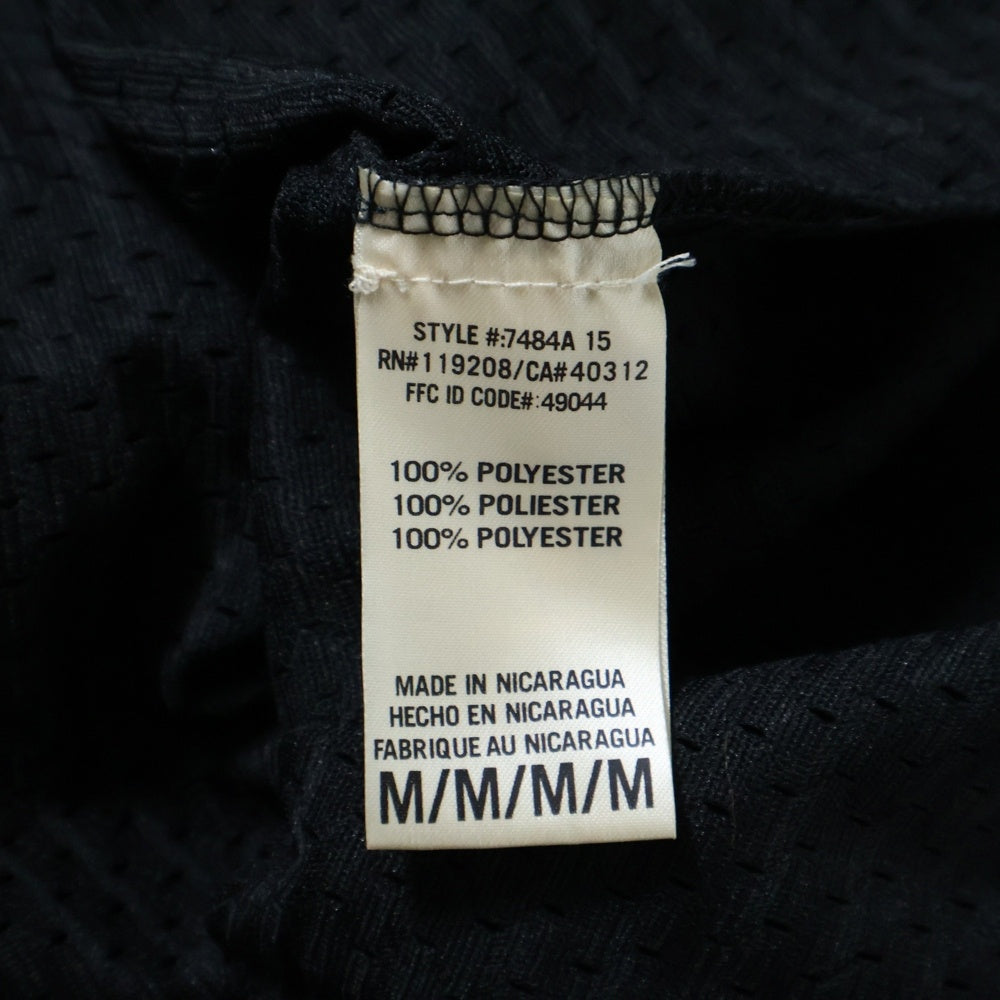 STYLE #:7484A 15
RN#119208/CA#40312
FFC ID CODE#:49044
100% POLYESTER
100% POLIESTER
100% POLYESTER
MADE IN NICARAGUA
HECHO EN NICARAGUA
FABRIQUE AU NICARAGUA
M/M/M/M